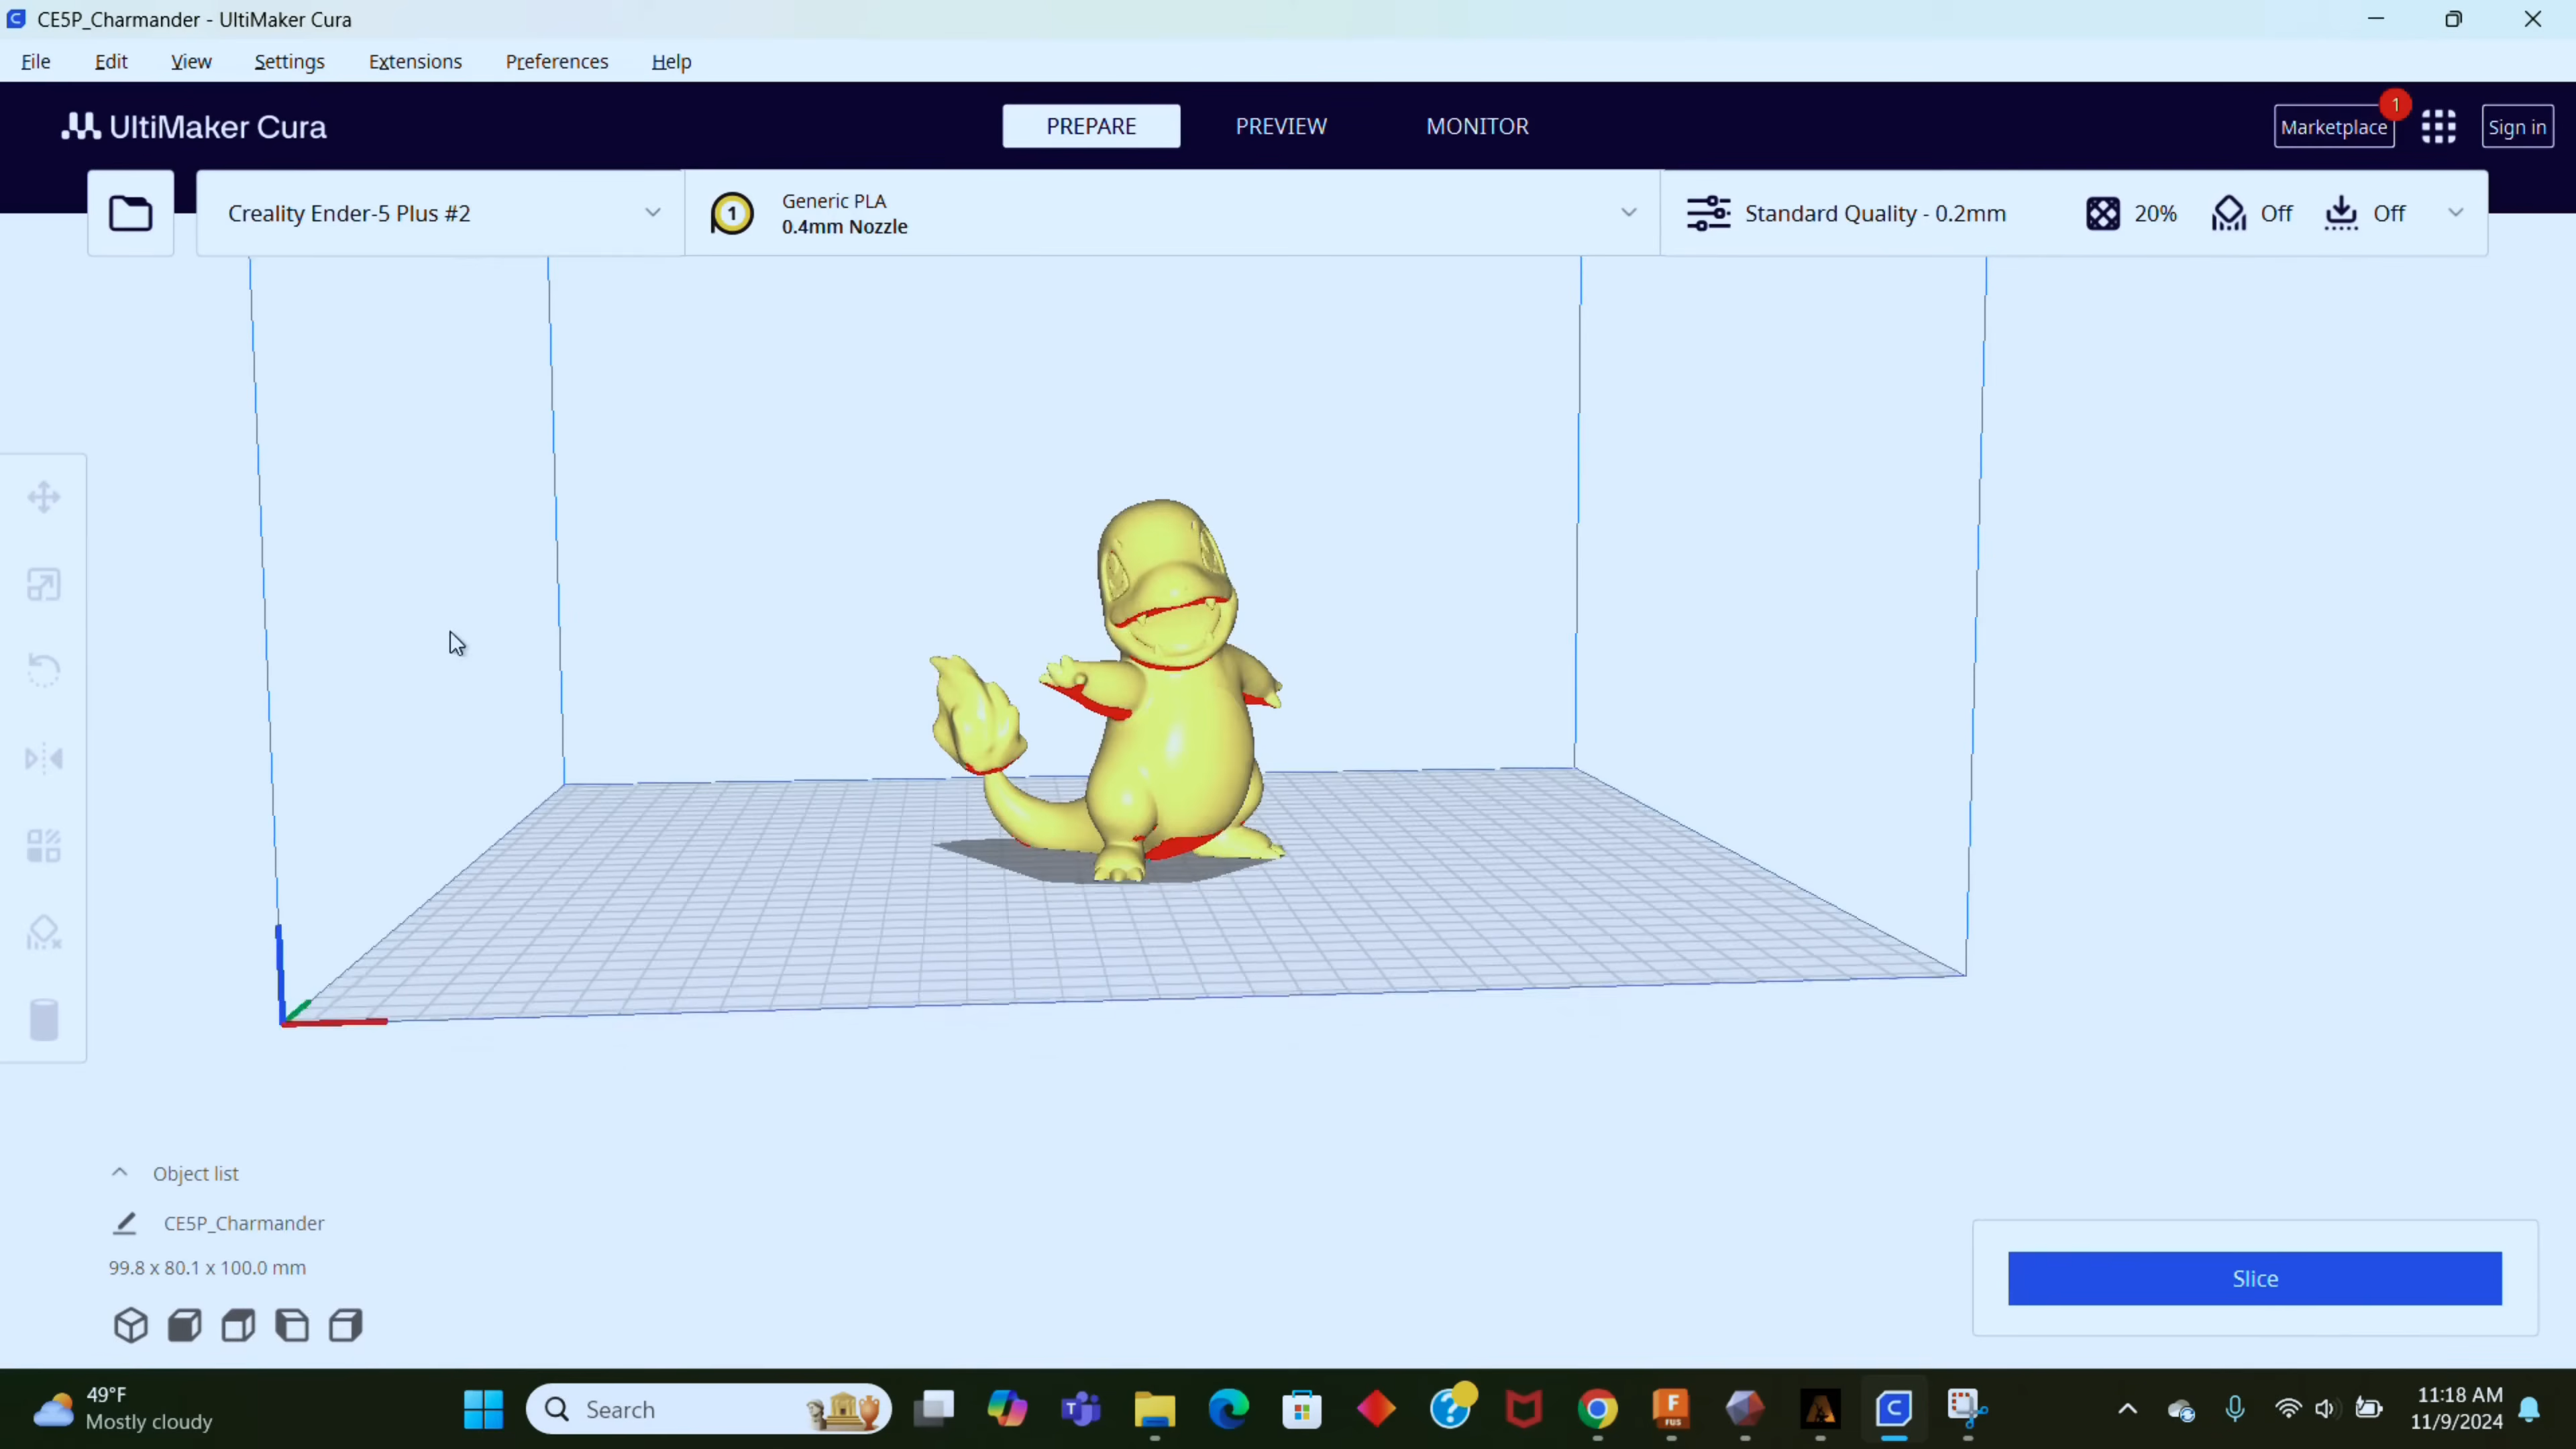 CE5P_Charmander - UltiMaker Cura
File Edit View Settings Extensions Preferences Help
UltiMaker Cura
PREPARE PREVIEW MONITOR
Marketplace 1 Sign in
Creality Ender-5 Plus #2
1 Generic PLA
0.4mm Nozzle
Standard Quality - 0.2mm 20% Off Off
Object list
CE5P_Charmander
99.8 x 80.1 x 100.0 mm
Slice
49°F
Mostly cloudy
Search
F
FUS
11:18 AM
11/9/2024